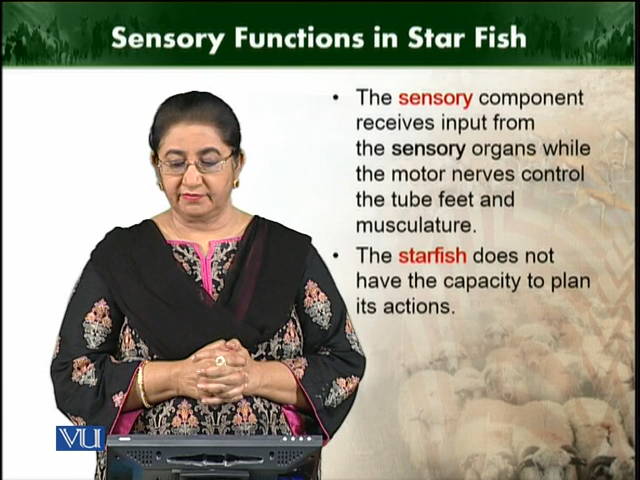 Sensory Functions in Star Fish
• The sensory component
receives input from
the sensory organs while
the motor nerves control
the tube feet and
musculature.
• The starfish does not
have the capacity to plan
its actions.
VU